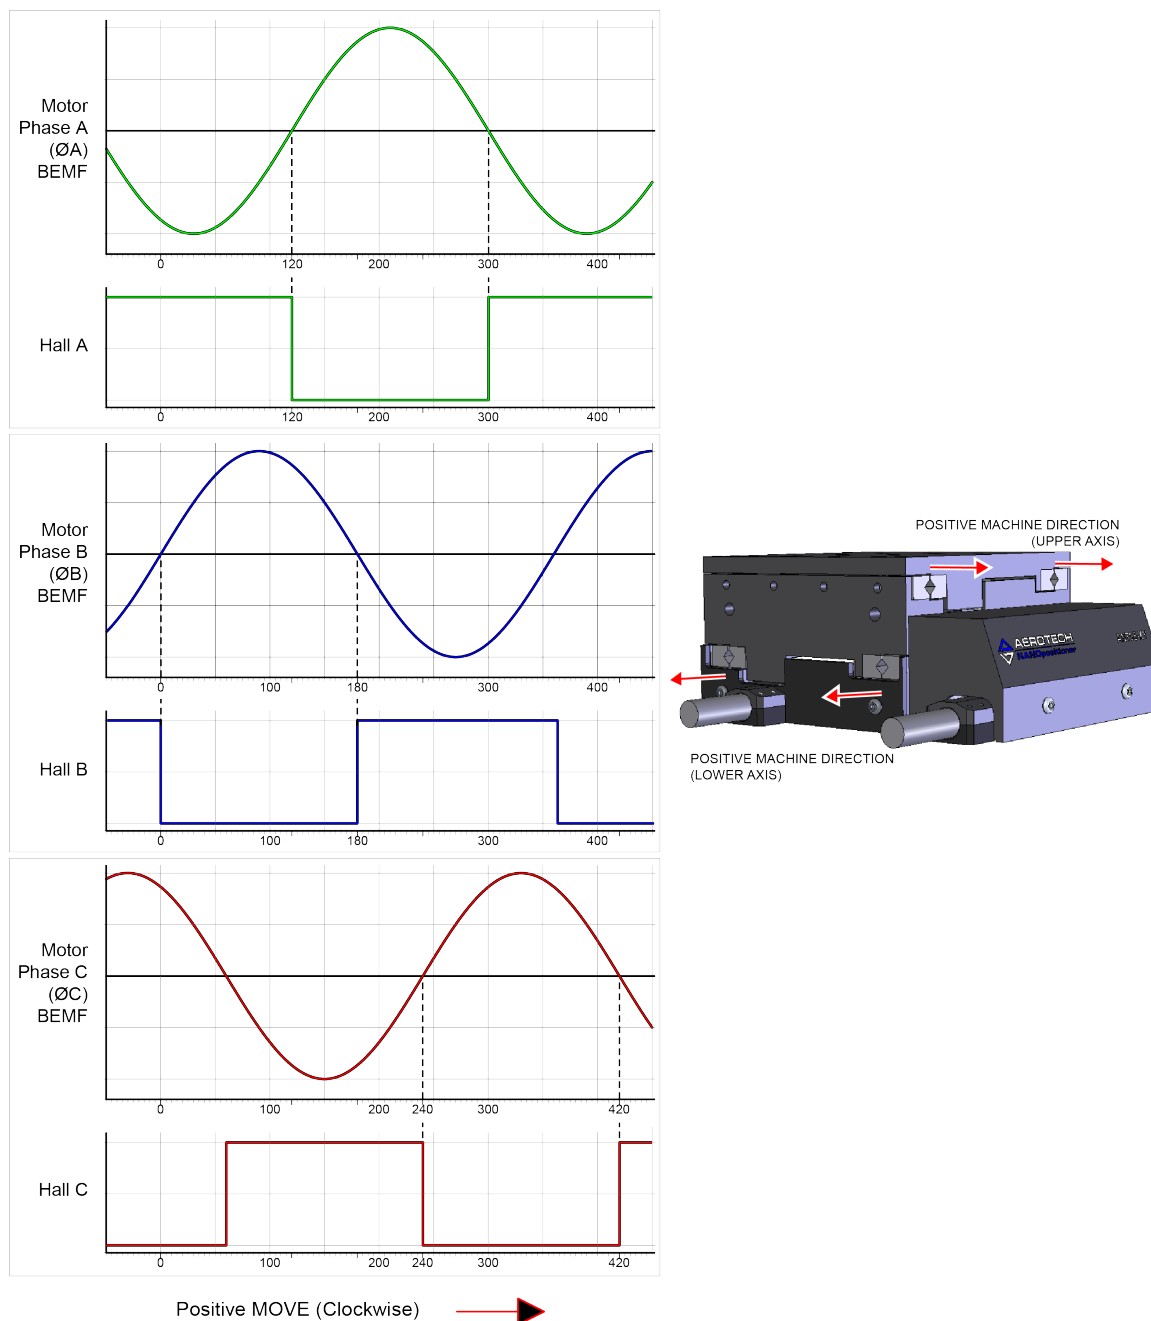 Motor
Phase A
(ØA)
BEMF
0 120 200 300 400
Hall A
0 120 200 300 400
Motor
Phase B
(ØB)
BEMF
0 100 180 300 400
Hall B
0 100 180 300 400
Motor
Phase C
(ØC)
BEMF
0 100 200 240 300 420
Hall C
0 100 200 240 300 420
Positive MOVE (Clockwise)
POSITIVE MACHINE DIRECTION
(UPPER AXIS)
AEROTECH
NANOpositioner
POSITIVE MACHINE DIRECTION
(LOWER AXIS)